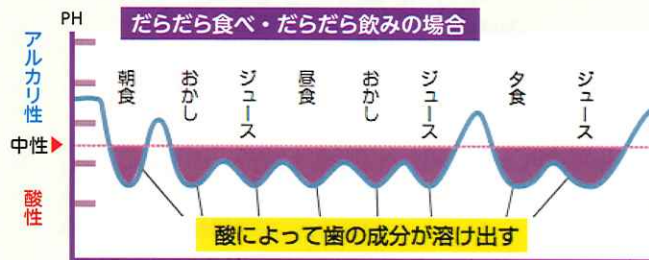 PH
だらだら食べ・だらだら飲みの場合
アルカリ性
中性
酸性
朝食
おかし
ジュース
昼食
おかし
ジュース
夕食
ジュース
酸によって歯の成分が溶け出す